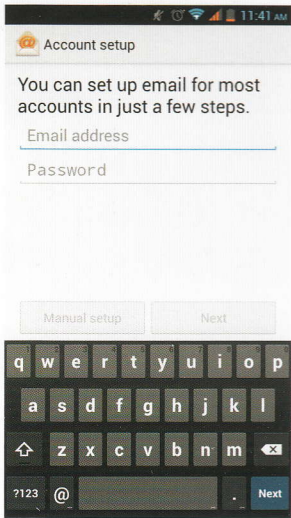 11:41 AM
Account setup
You can set up email for most
accounts in just a few steps.
Email address
Password
Manual setup
Next
q w e r t y u i o p
a s d f g h j k l
z x c v b n m
?123 @ . Next